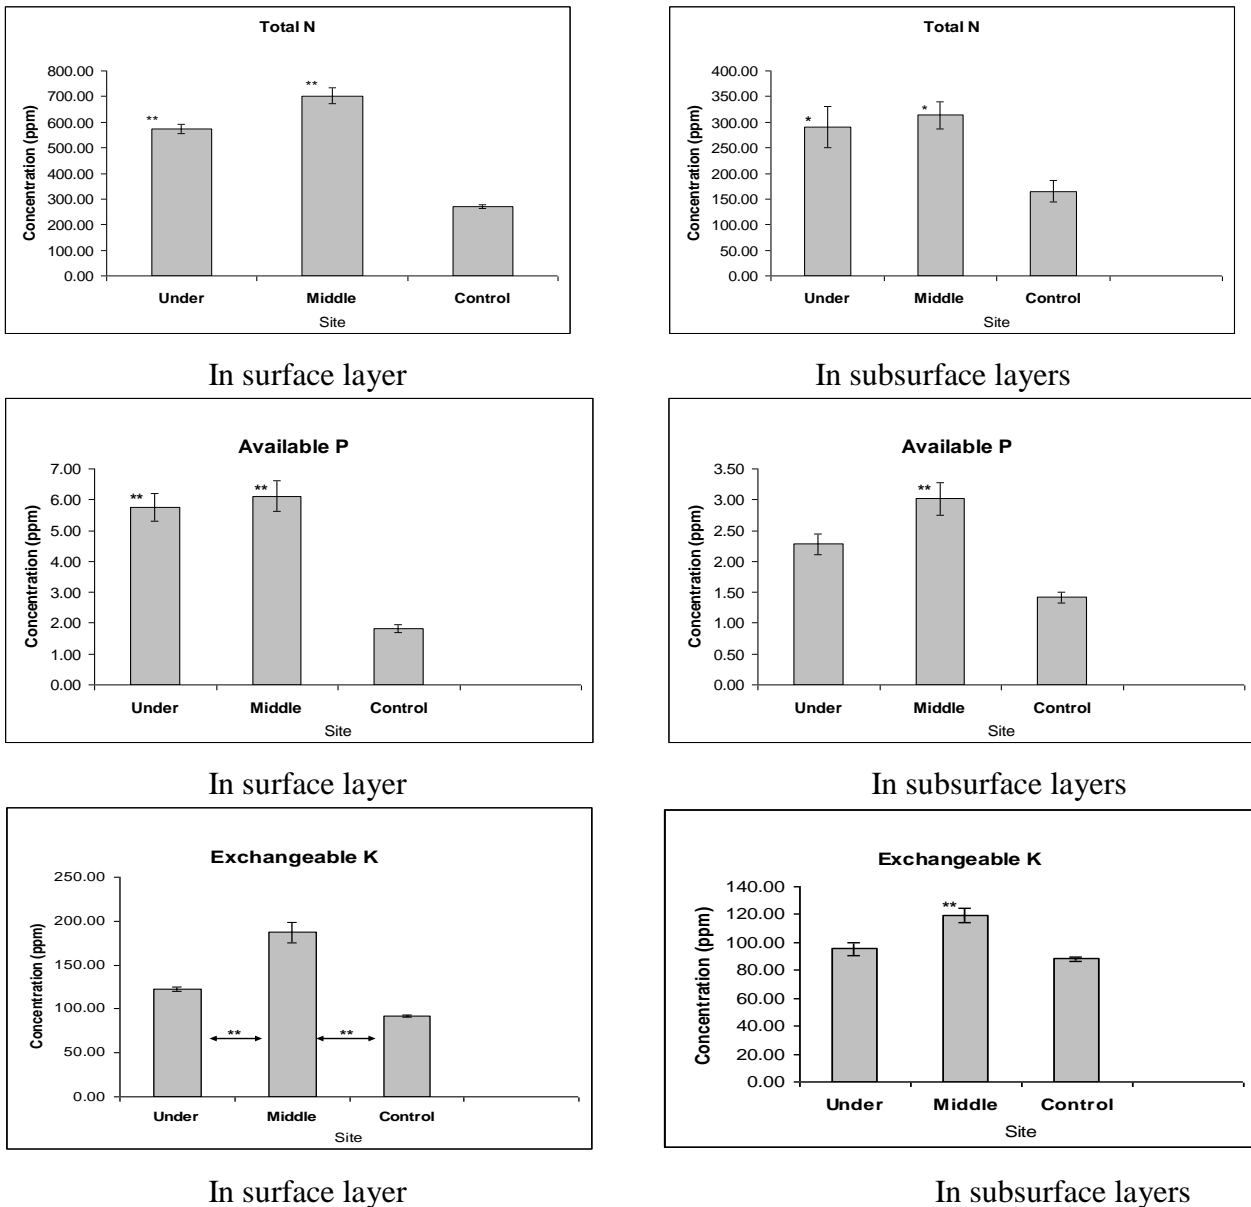 Total N
Concentration (ppm)
800.00
700.00
600.00
500.00
400.00
300.00
200.00
100.00
0.00
**
**
Under Middle Control
Site
In surface layer
Total N
Concentration (ppm)
400.00
350.00
300.00
250.00
200.00
150.00
100.00
50.00
0.00
*
*
Under Middle Control
Site
In subsurface layers
Available P
Concentration (ppm)
7.00
6.00
5.00
4.00
3.00
2.00
1.00
0.00
**
**
Under Middle Control
Site
In surface layer
Available P
Concentration (ppm)
3.50
3.00
2.50
2.00
1.50
1.00
0.50
0.00
**
Under Middle Control
Site
In subsurface layers
Exchangeable K
Concentration (ppm)
250.00
200.00
150.00
100.00
50.00
0.00
** **
Under Middle Control
Site
In surface layer
Exchangeable K
Concentration (ppm)
140.00
120.00
100.00
80.00
60.00
40.00
20.00
0.00
**
Under Middle Control
Site
In subsurface layers